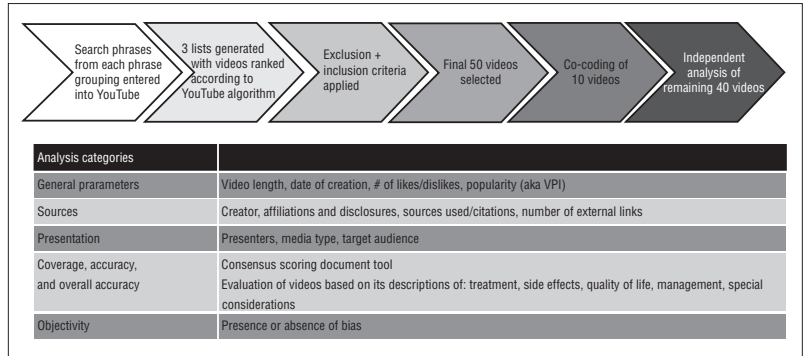 Search phrases
from each phrase
grouping entered
into YouTube
3 lists generated
with videos ranked
according to
YouTube algorithm
Exclusion +
inclusion criteria
applied
Final 50 videos
selected
Co-coding of
10 videos
Independent
analysis of
remaining 40 videos
Analysis categories
General prarameters
Video length, date of creation, # of likes/dislikes, popularity (aka VPI)
Sources
Creator, affiliations and disclosures, sources used/citations, number of external links
Presentation
Presenters, media type, target audience
Coverage, accuracy,
and overall accuracy
Consensus scoring document tool
Evaluation of videos based on its descriptions of: treatment, side effects, quality of life, management, special
considerations
Objectivity
Presence or absence of bias